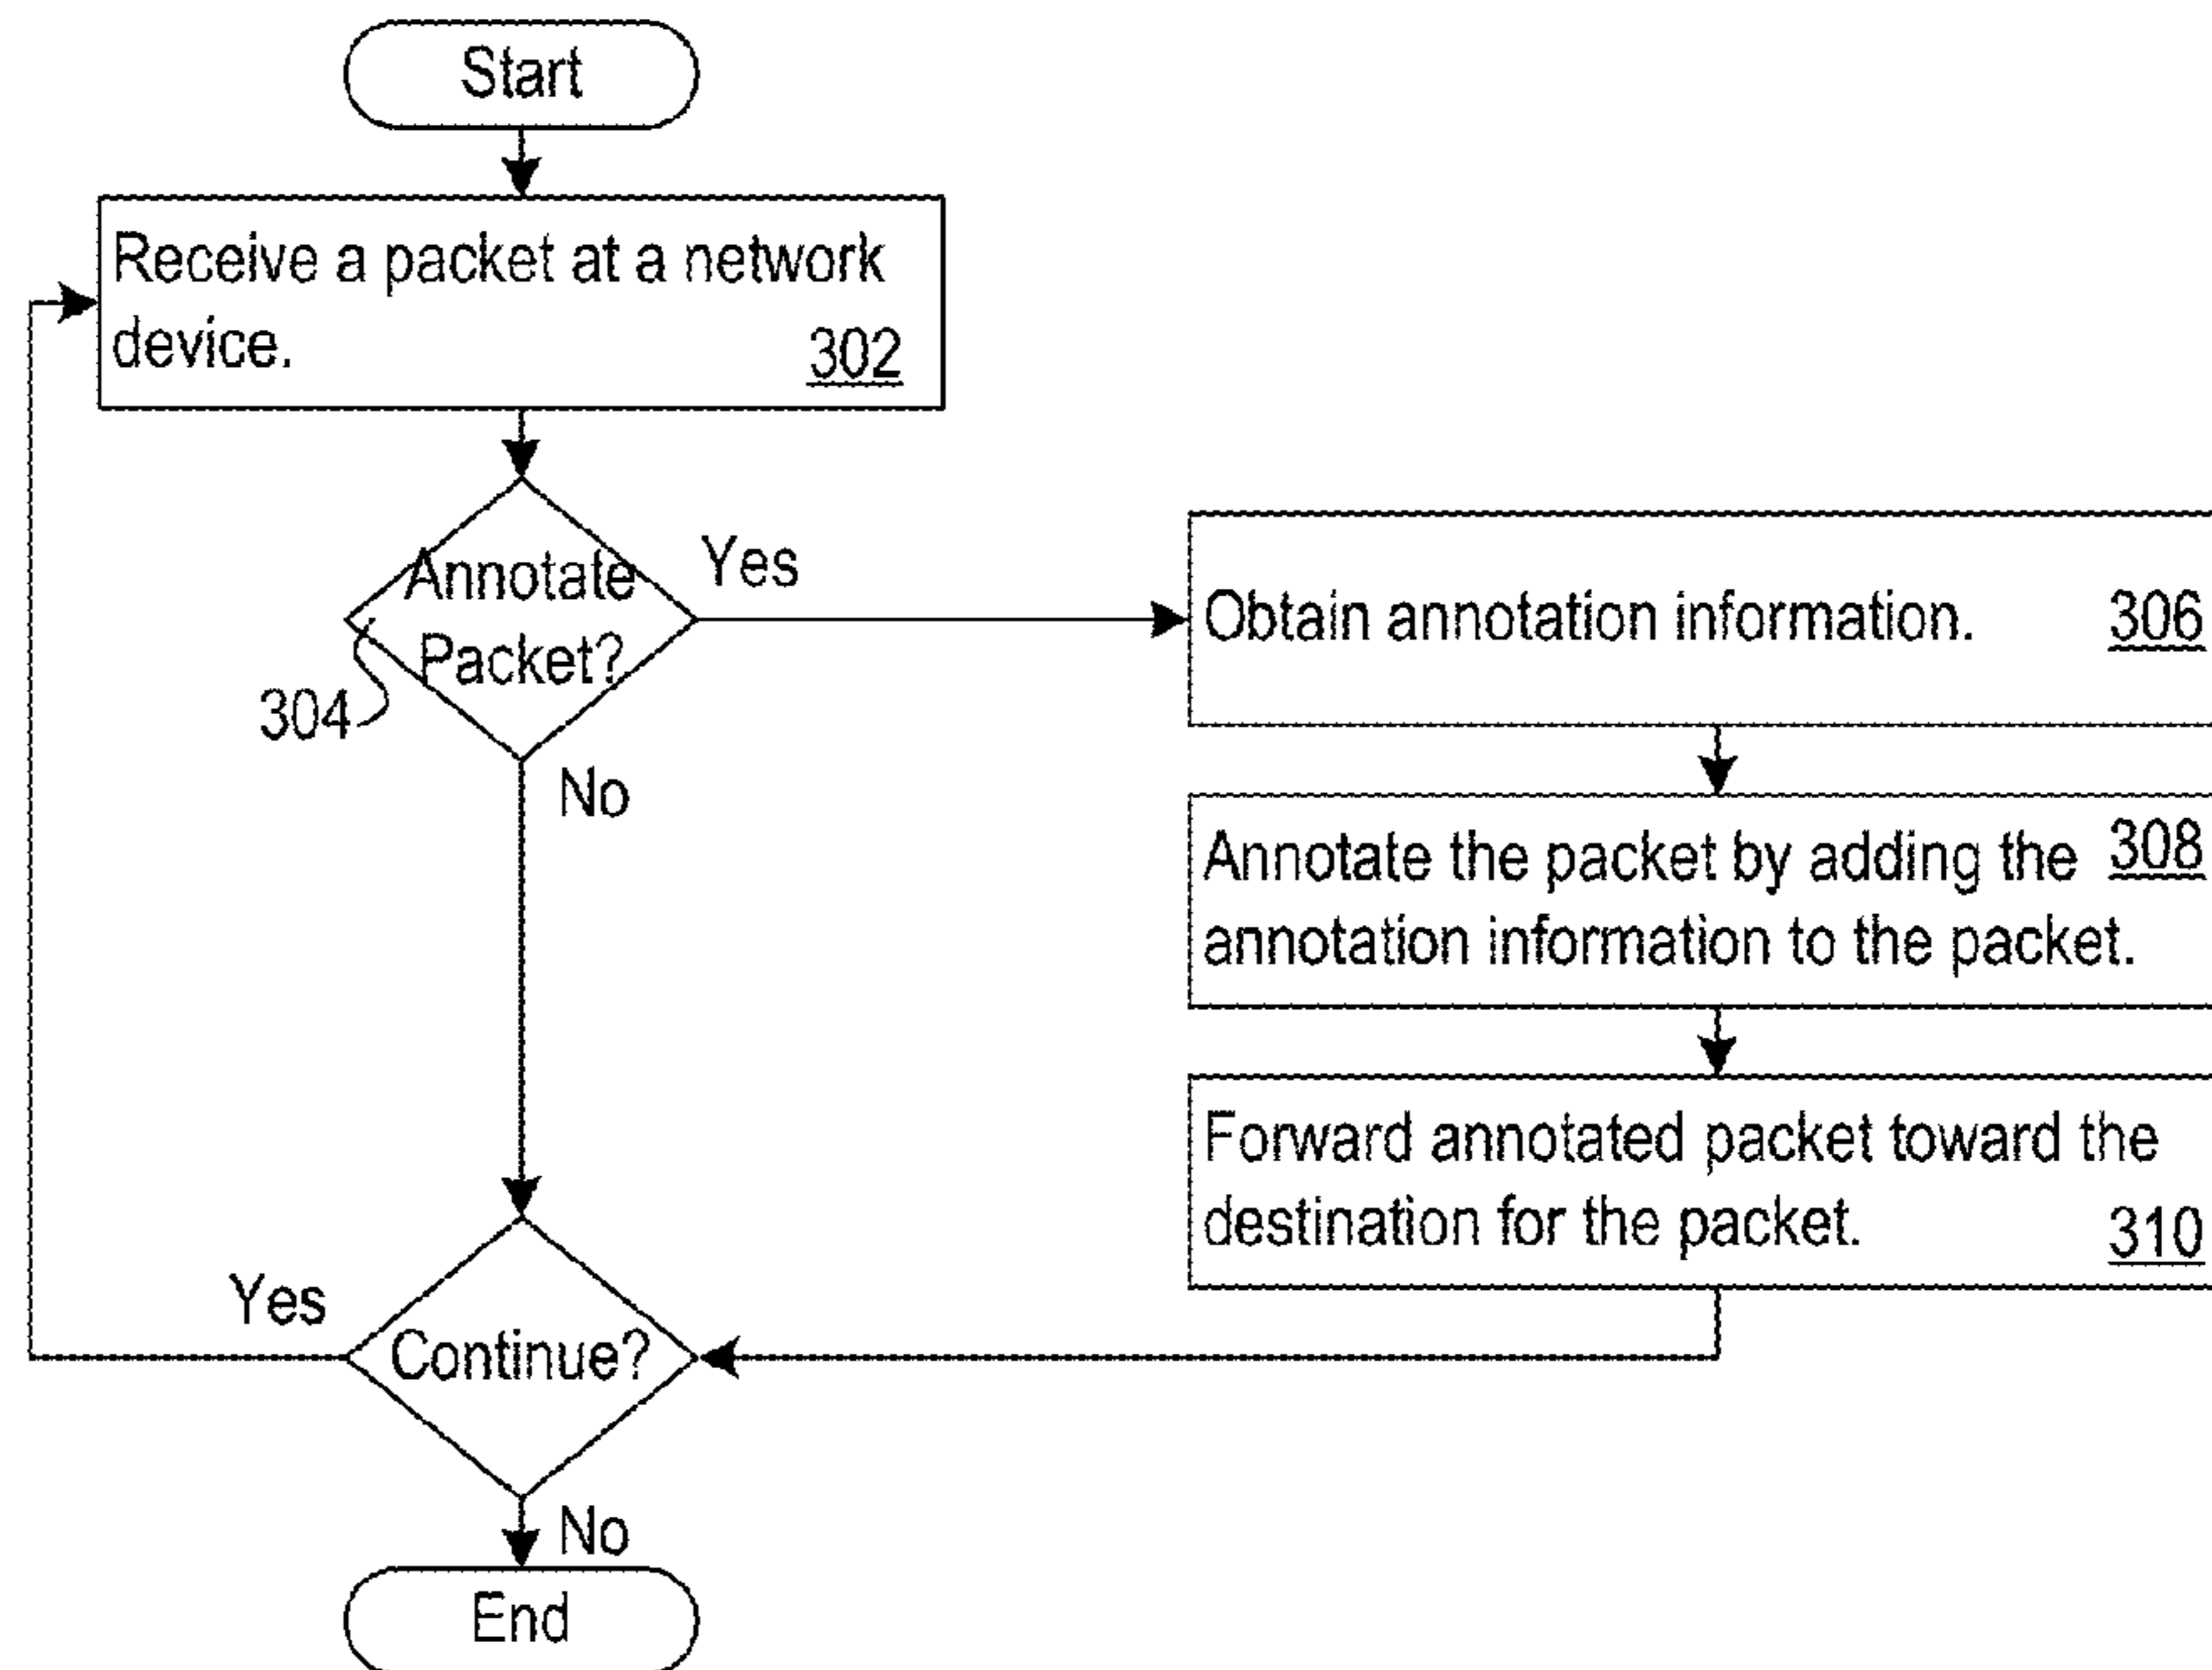 Start
Receive a packet at a network
device.
302
Annotate
Packet?
304
Yes
No
Obtain annotation information.
306
Annotate the packet by adding the
308
annotation information to the packet.
Forward annotated packet toward the
destination for the packet.
310
Yes
Continue?
No
End